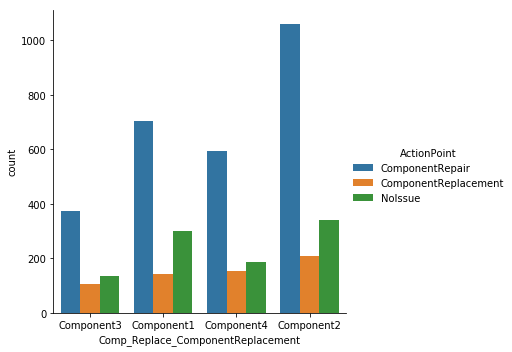 1000
800
600
400
200
0
count
Component3 Component1 Component4 Component2
Comp_Replace_ComponentReplacement
ActionPoint
ComponentRepair
ComponentReplacement
NoIssue